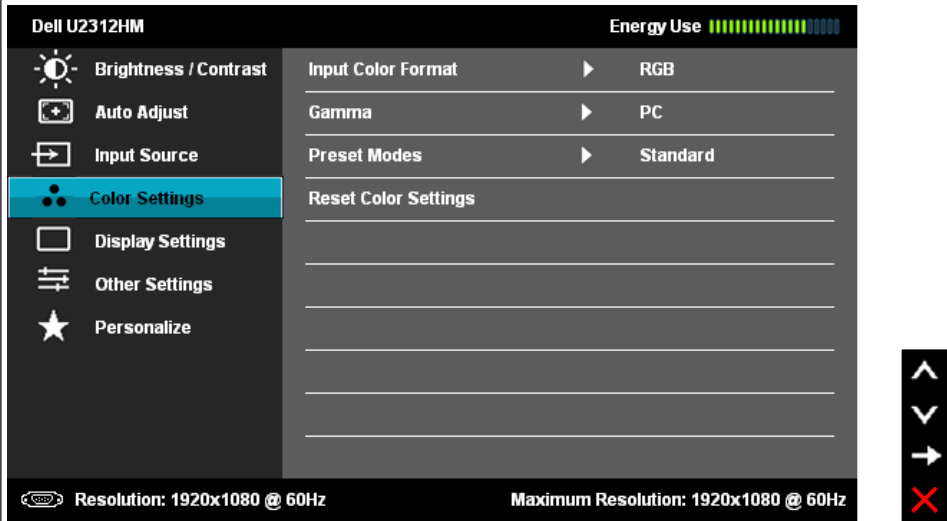 Dell U2312HM Energy Use
Brightness / Contrast Input Color Format RGB
Auto Adjust Gamma PC
Input Source Preset Modes Standard
Color Settings Reset Color Settings
Display Settings
Other Settings
Personalize
Resolution: 1920x1080 @ 60Hz Maximum Resolution: 1920x1080 @ 60Hz